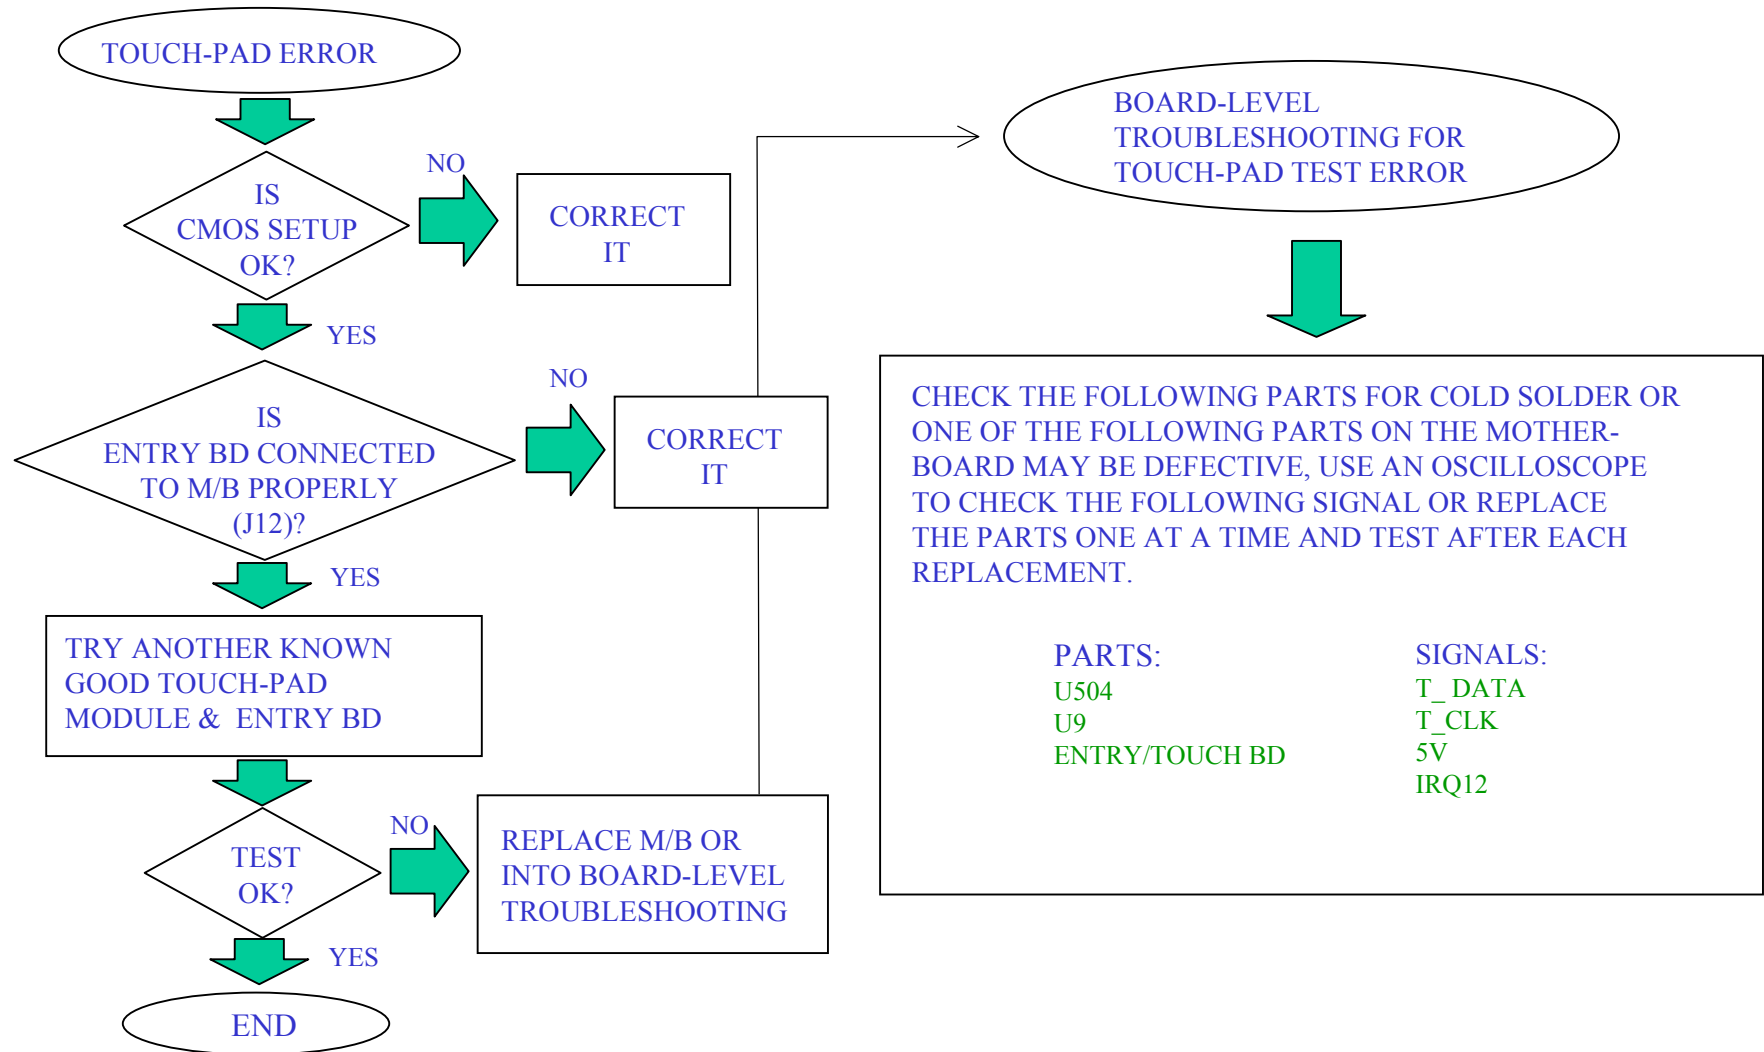 TOUCH-PAD ERROR
IS
CMOS SETUP
OK?
NO
CORRECT
IT
YES
IS
ENTRY BD CONNECTED
TO M/B PROPERLY
(J12)?
NO
CORRECT
IT
YES
TRY ANOTHER KNOWN
GOOD TOUCH-PAD
MODULE & ENTRY BD
TEST
OK?
NO
REPLACE M/B OR
INTO BOARD-LEVEL
TROUBLESHOOTING
YES
END
BOARD-LEVEL
TROUBLESHOOTING FOR
TOUCH-PAD TEST ERROR
CHECK THE FOLLOWING PARTS FOR COLD SOLDER OR
ONE OF THE FOLLOWING PARTS ON THE MOTHER-
BOARD MAY BE DEFECTIVE, USE AN OSCILLOSCOPE
TO CHECK THE FOLLOWING SIGNAL OR REPLACE
THE PARTS ONE AT A TIME AND TEST AFTER EACH
REPLACEMENT.
PARTS:
U504
U9
ENTRY/TOUCH BD
SIGNALS:
T_ DATA
T_CLK
5V
IRQ12